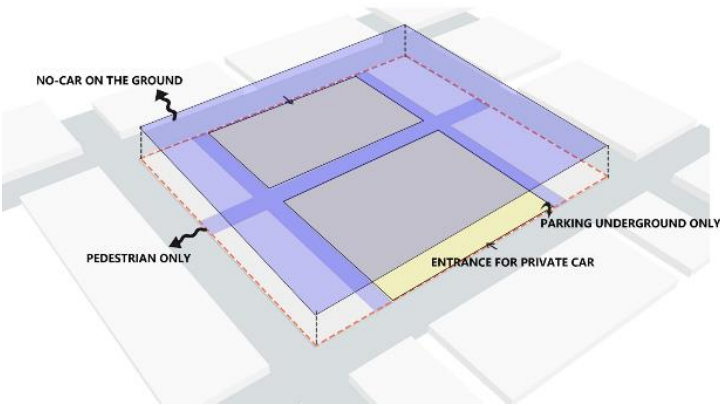 NO-CAR ON THE GROUND
PARKING UNDERGROUND ONLY
PEDESTRIAN ONLY
ENTRANCE FOR PRIVATE CAR